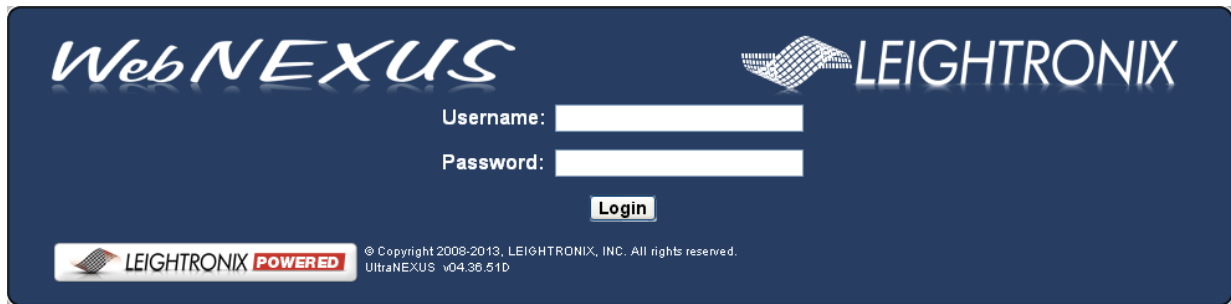 WebNEXUS
LEIGHTRONIX
Username:
Password:
Login
LEIGHTRONIX POWERED
© Copyright 2008-2013, LEIGHTRONIX, INC. All rights reserved.
UltraNEXUS v04.36.51D